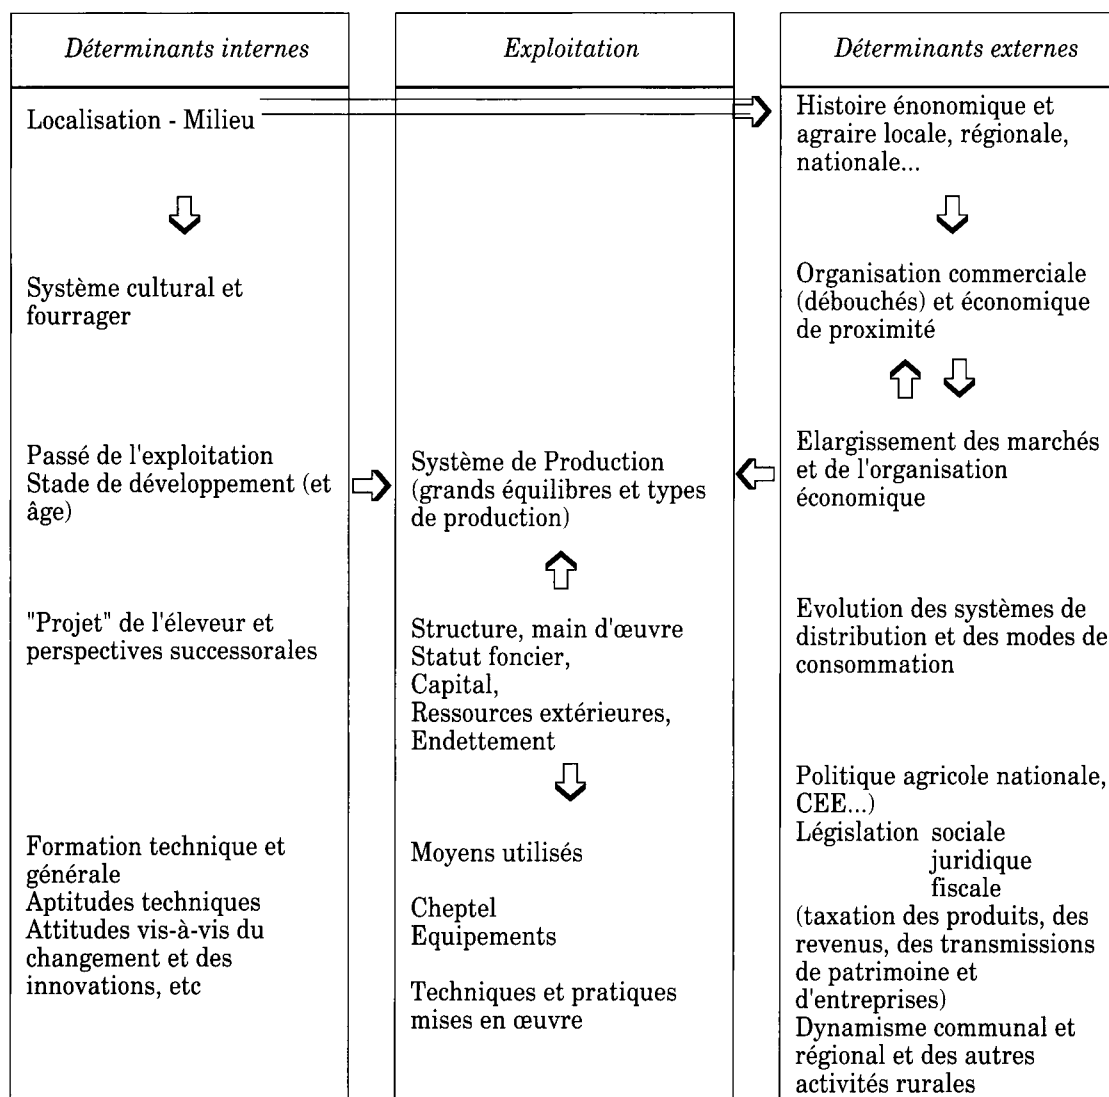 Déterminants internes
Localisation - Milieu
Système cultural et
fourrager
Passé de l'exploitation
Stade de développement (et
âge)
"Projet" de l'éleveur et
perspectives successorales
Formation technique et
générale
Aptitudes techniques
Attitudes vis-à-vis du
changement et des
innovations, etc
Exploitation
Système de Production
(grands équilibres et types
de production)
Structure, main d'œuvre
Statut foncier,
Capital,
Ressources extérieures,
Endettement
Moyens utilisés
Cheptel
Equipements
Techniques et pratiques
mises en œuvre
Déterminants externes
Histoire énonomique et
agraire locale, régionale,
nationale...
Organisation commerciale
(débouchés) et économique
de proximité
Elargissement des marchés
et de l'organisation
économique
Evolution des systèmes de
distribution et des modes de
consommation
Politique agricole nationale,
CEE...)
Législation sociale
juridique
fiscale
(taxation des produits, des
revenus, des transmissions
de patrimoine et
d'entreprises)
Dynamisme communal et
régional et des autres
activités rurales